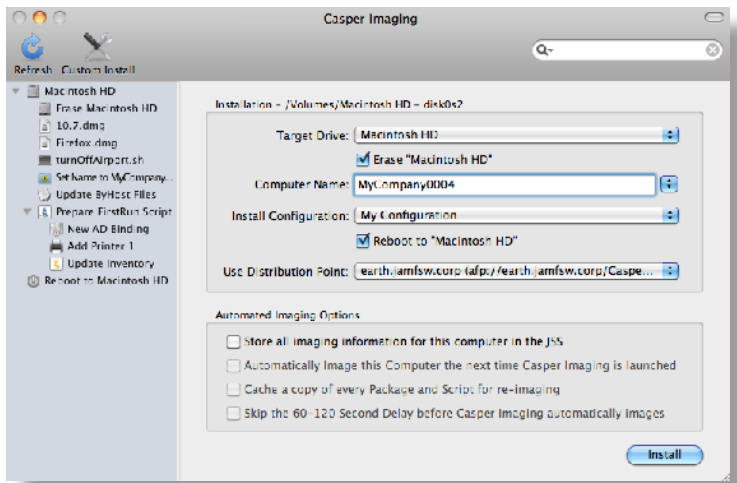 Casper Imaging
Refresh Custom Install
Macintosh HD
Erase Macintosh HD
10.7.dmg
Firefox.dmg
turnOffAirport.sh
Set Name to MyCompany...
Update ByHost Files
Prepare FirstRun Script
New AD Binding
Add Printer 1
Update Inventory
Reboot to Macintosh HD
Installation - /Volumes/Macintosh HD - disk0s2
Target Drive: Macintosh HD
Erase "Macintosh HD"
Computer Name: MyCompany0004
Install Configuration: My Configuration
Reboot to "Macintosh HD"
Use Distribution Point: earth.jamfsw.corp (afp://earth.jamfsw.corp/Caspe...
Automated Imaging Options
Store all imaging information for this computer in the JSS
Automatically Image this Computer the next time Casper Imaging is launched
Cache a copy of every Package and Script for re-imaging
Skip the 60-120 Second Delay before Casper Imaging automatically images
Install